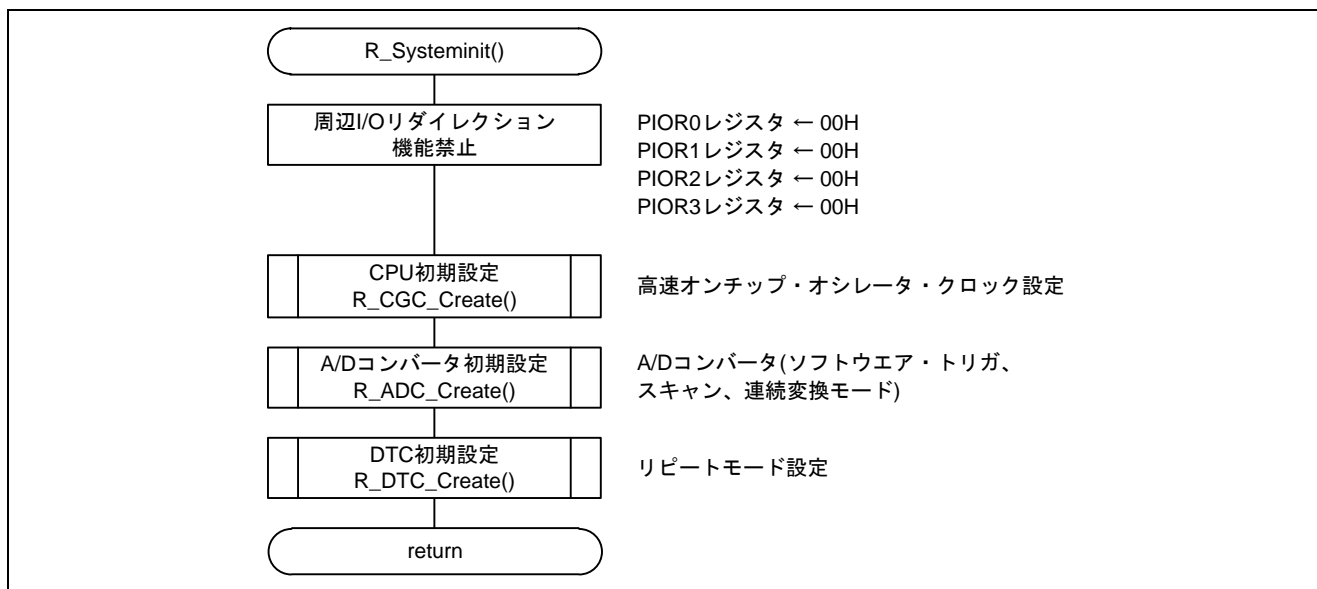 R_Systeminit()
周辺I/Oリダイレクション
機能禁止
PIOR0レジスタ ← 00H
PIOR1レジスタ ← 00H
PIOR2レジスタ ← 00H
PIOR3レジスタ ← 00H
CPU初期設定
R_CGC_Create()
高速オンチップ・オシレータ・クロック設定
A/Dコンバータ初期設定
R_ADC_Create()
A/Dコンバータ(ソフトウエア・トリガ、
スキャン、連続変換モード)
DTC初期設定
R_DTC_Create()
リピートモード設定
return